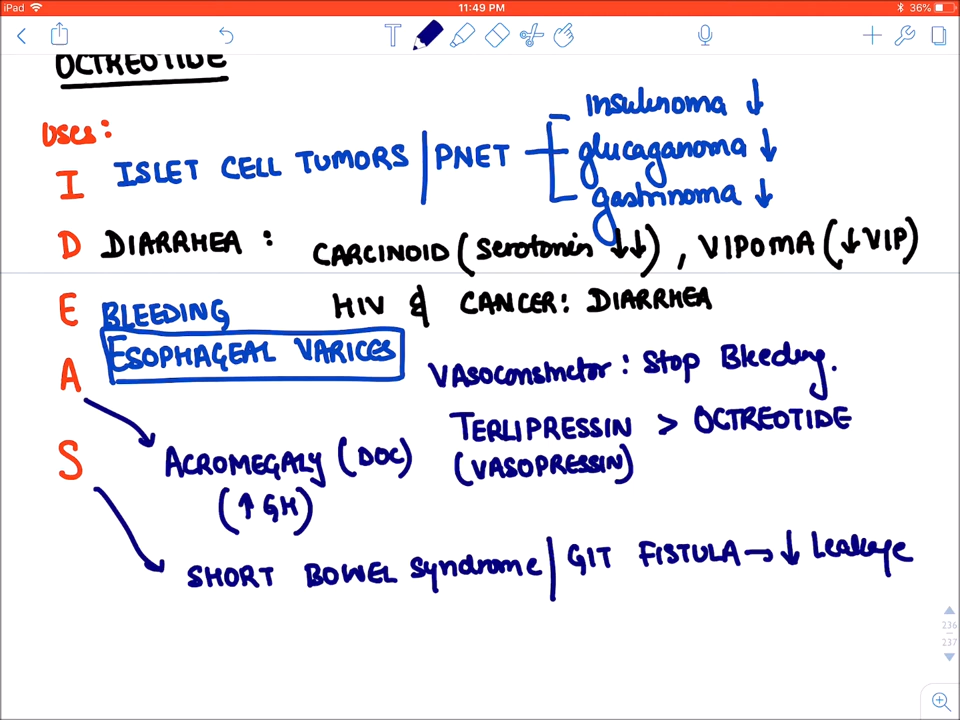 iPad 11:49 PM 36%
OCTREOTIDE
Uses:
I ISLET CELL TUMORS | PNET
insulinoma ↓
glucaganoma ↓
gastrinoma ↓
D DIARRHEA : CARCINOID (Serotonin ↓↓) , VIPOMA (↓ VIP)
HIV & CANCER: DIARRHEA
E BLEEDING
ESOPHAGEAL VARICES
VASOconstrictor : Stop Bleeding.
TERLIPRESSIN > OCTREOTIDE
(VASOPRESSIN)
A ACROMEGALY (DOC)
(↑ GH)
S SHORT BOWEL Syndrome | GIT FISTULA → ↓ Leakage
236
237